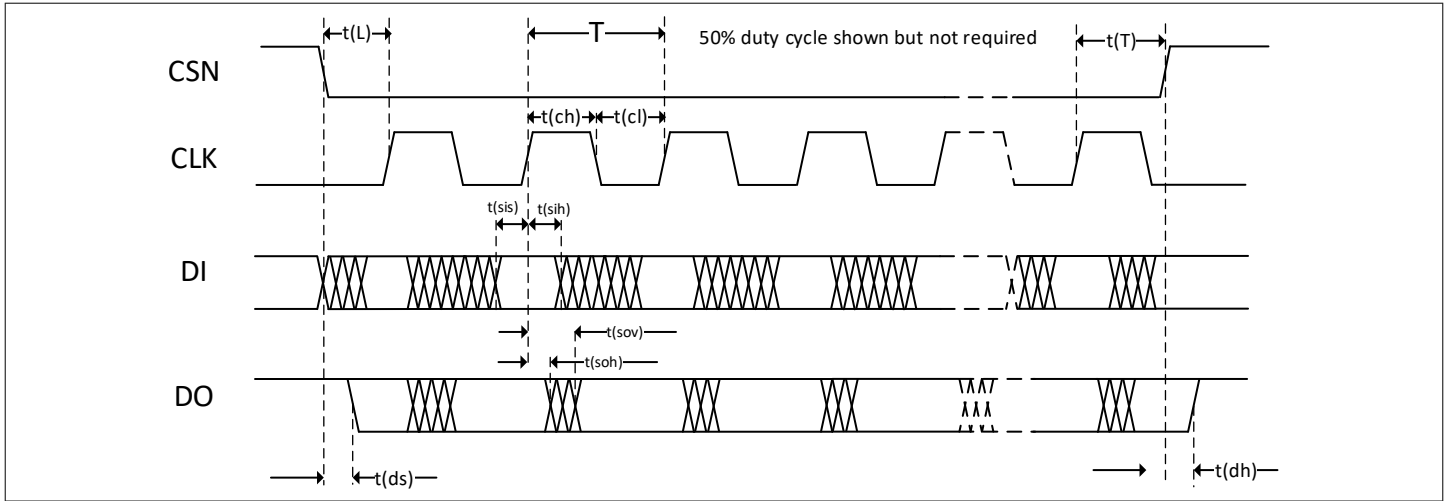 t(L)
T
50% duty cycle shown but not required
t(T)
CSN
t(ch)
t(cl)
CLK
t(sis)
t(sih)
DI
t(sov)
t(soh)
DO
t(ds)
t(dh)